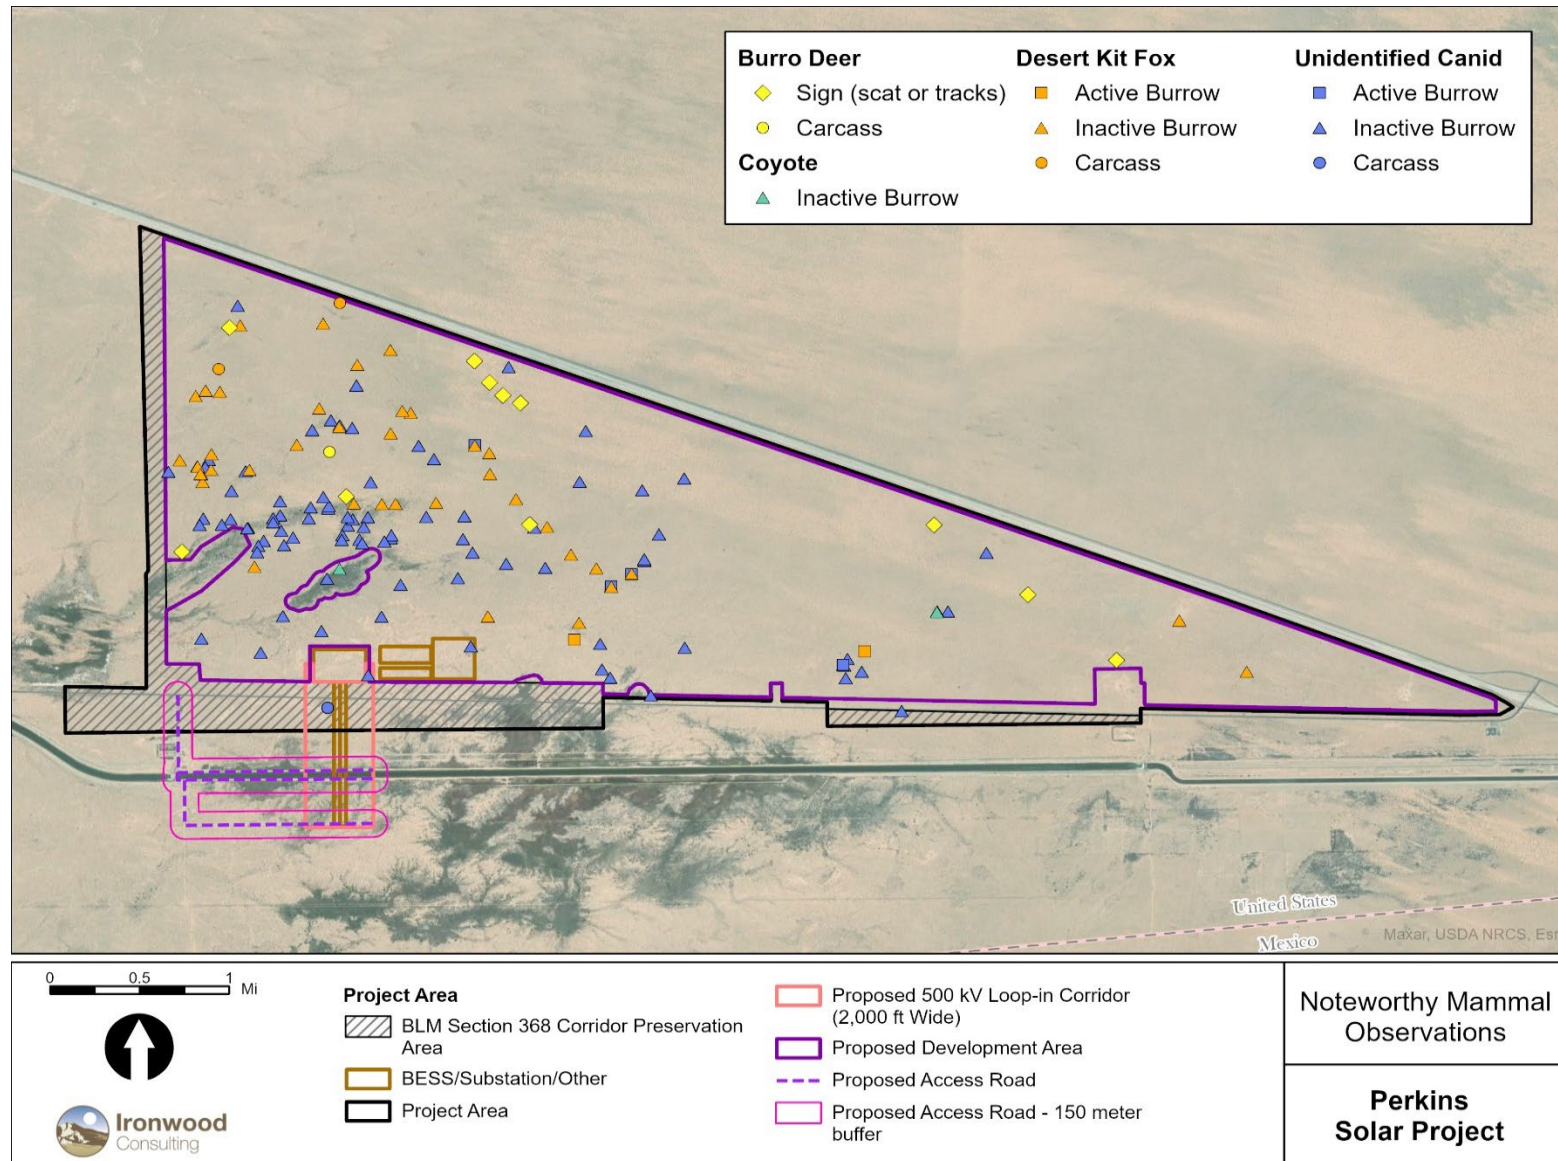 Burro Deer
Sign (scat or tracks)
Carcass
Coyote
Inactive Burrow
Desert Kit Fox
Active Burrow
Inactive Burrow
Carcass
Unidentified Canid
Active Burrow
Inactive Burrow
Carcass
United States
Mexico
Maxar, USDA NRCS, Esr
0 0.5 1
Mi
Ironwood
Consulting
Project Area
BLM Section 368 Corridor Preservation
Area
BESS/Substation/Other
Project Area
Proposed 500 kV Loop-in Corridor
(2,000 ft Wide)
Proposed Development Area
Proposed Access Road
Proposed Access Road - 150 meter
buffer
Noteworthy Mammal
Observations
Perkins
Solar Project